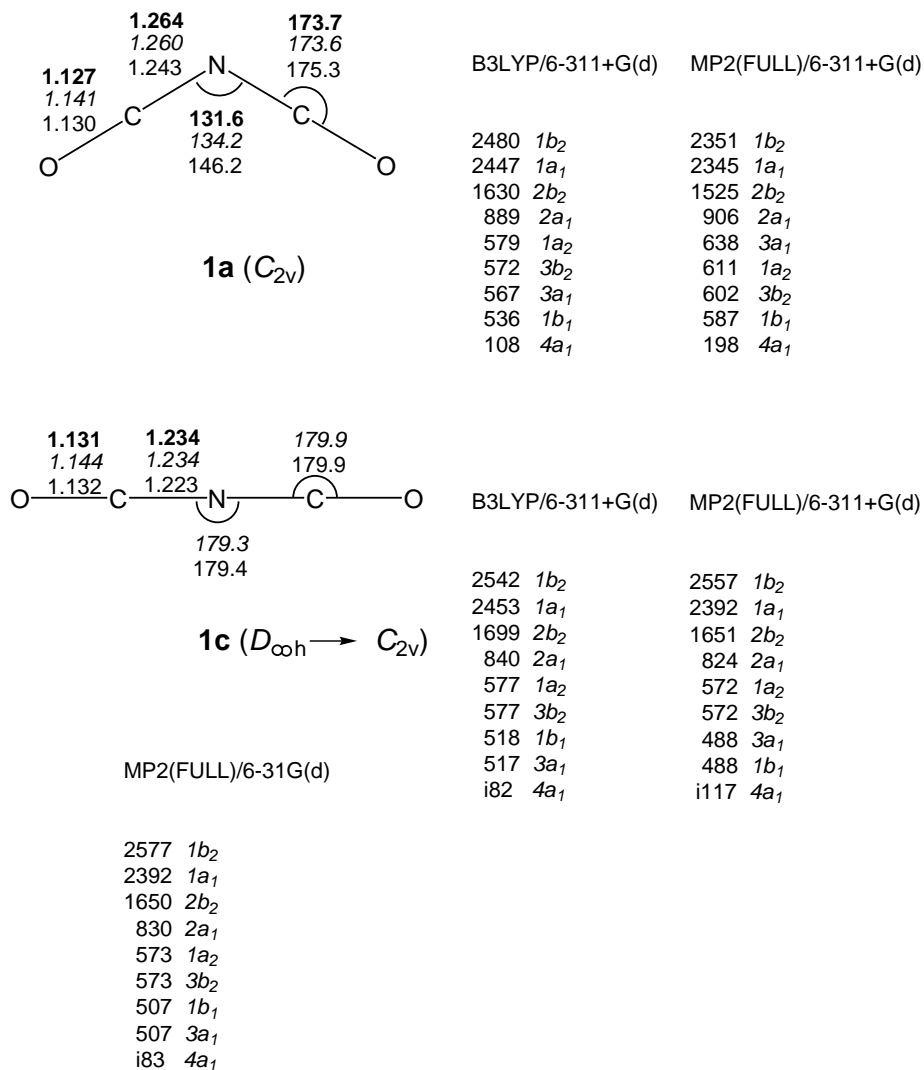 1.264
1.260
1.243
173.7
173.6
175.3
1.127
1.141
1.130
N
C
C
131.6
134.2
146.2
O
O
1a (C2v)
B3LYP/6-311+G(d) MP2(FULL)/6-311+G(d)
2480 1b2 2351 1b2
2447 1a1 2345 1a1
1630 2b2 1525 2b2
889 2a1 906 2a1
579 1a2 638 3a1
572 3b2 611 1a2
567 3a1 602 3b2
536 1b1 587 1b1
108 4a1 198 4a1
1.131 1.234 179.9
1.144 1.234 179.9
1.132 1.223
O C N C O
179.3
179.4
1c (D∞h → C2v)
B3LYP/6-311+G(d) MP2(FULL)/6-311+G(d)
2542 1b2 2557 1b2
2453 1a1 2392 1a1
1699 2b2 1651 2b2
840 2a1 824 2a1
577 1a2 572 1a2
577 3b2 572 3b2
518 1b1 488 3a1
517 3a1 488 1b1
i82 4a1 i117 4a1
MP2(FULL)/6-31G(d)
2577 1b2
2392 1a1
1650 2b2
830 2a1
573 1a2
573 3b2
507 1b1
507 3a1
i83 4a1